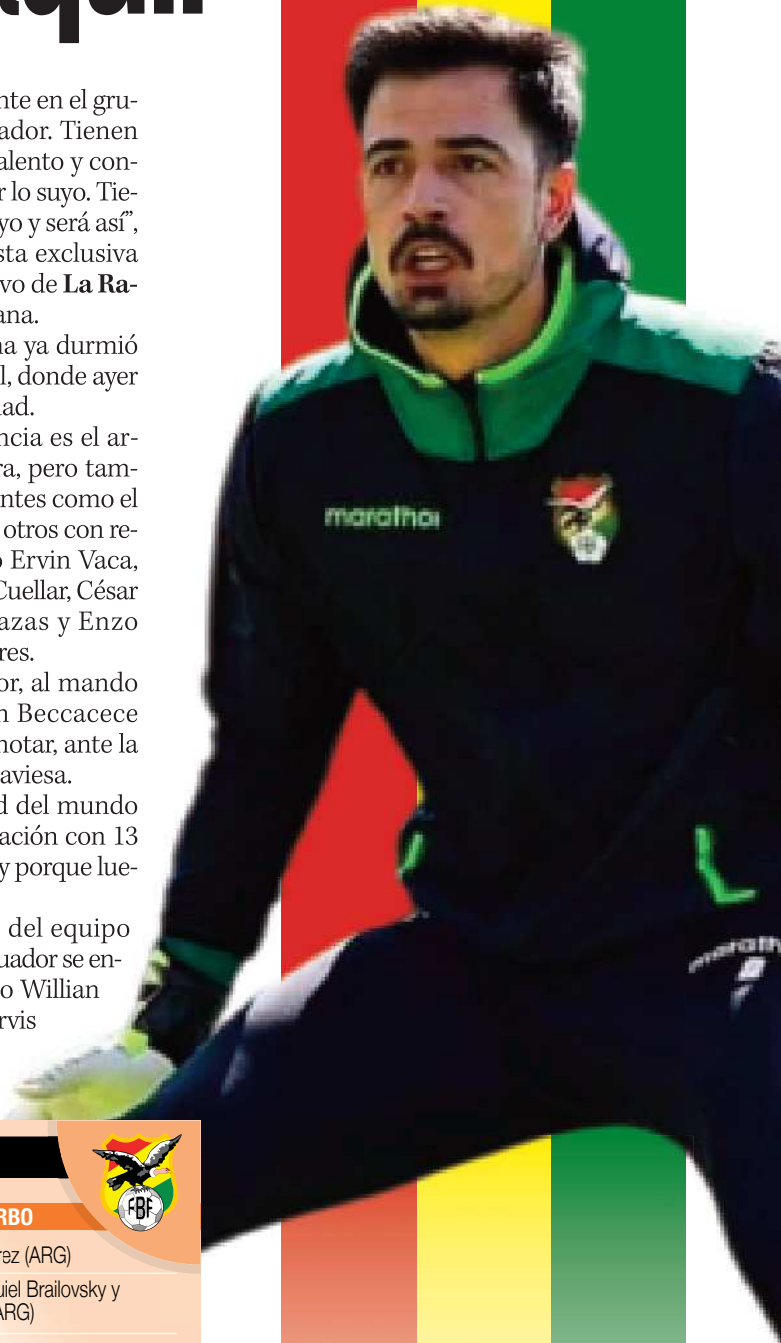 nte en el gru-
ador. Tienen
alento y con-
r lo suyo. Tie-
yo y será así”,
sta exclusiva
vo de La Ra-
ana.
na ya durmió
l, donde ayer
dad.
ncia es el ar-
ra, pero tam-
ntes como el
otros con re-
o Ervin Vaca,
Cuellar, César
azas y Enzo
res.
or, al mando
n Beccacece
notar, ante la
aviesa.
d del mundo
ación con 13
y porque lue-
del equipo
uador se en-
o Willian
rvis
marathon
marath
FBF
RBO
rez (ARG)
uiel Brailovsky y
ARG)